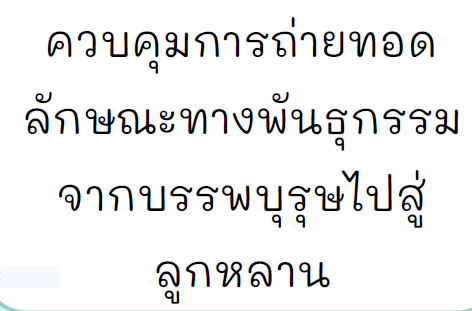 ควบคุมการถ่ายทอด
ลักษณะทางพันธุกรรม
จากบรรพบุรุษไปสู่
ลูกหลาน